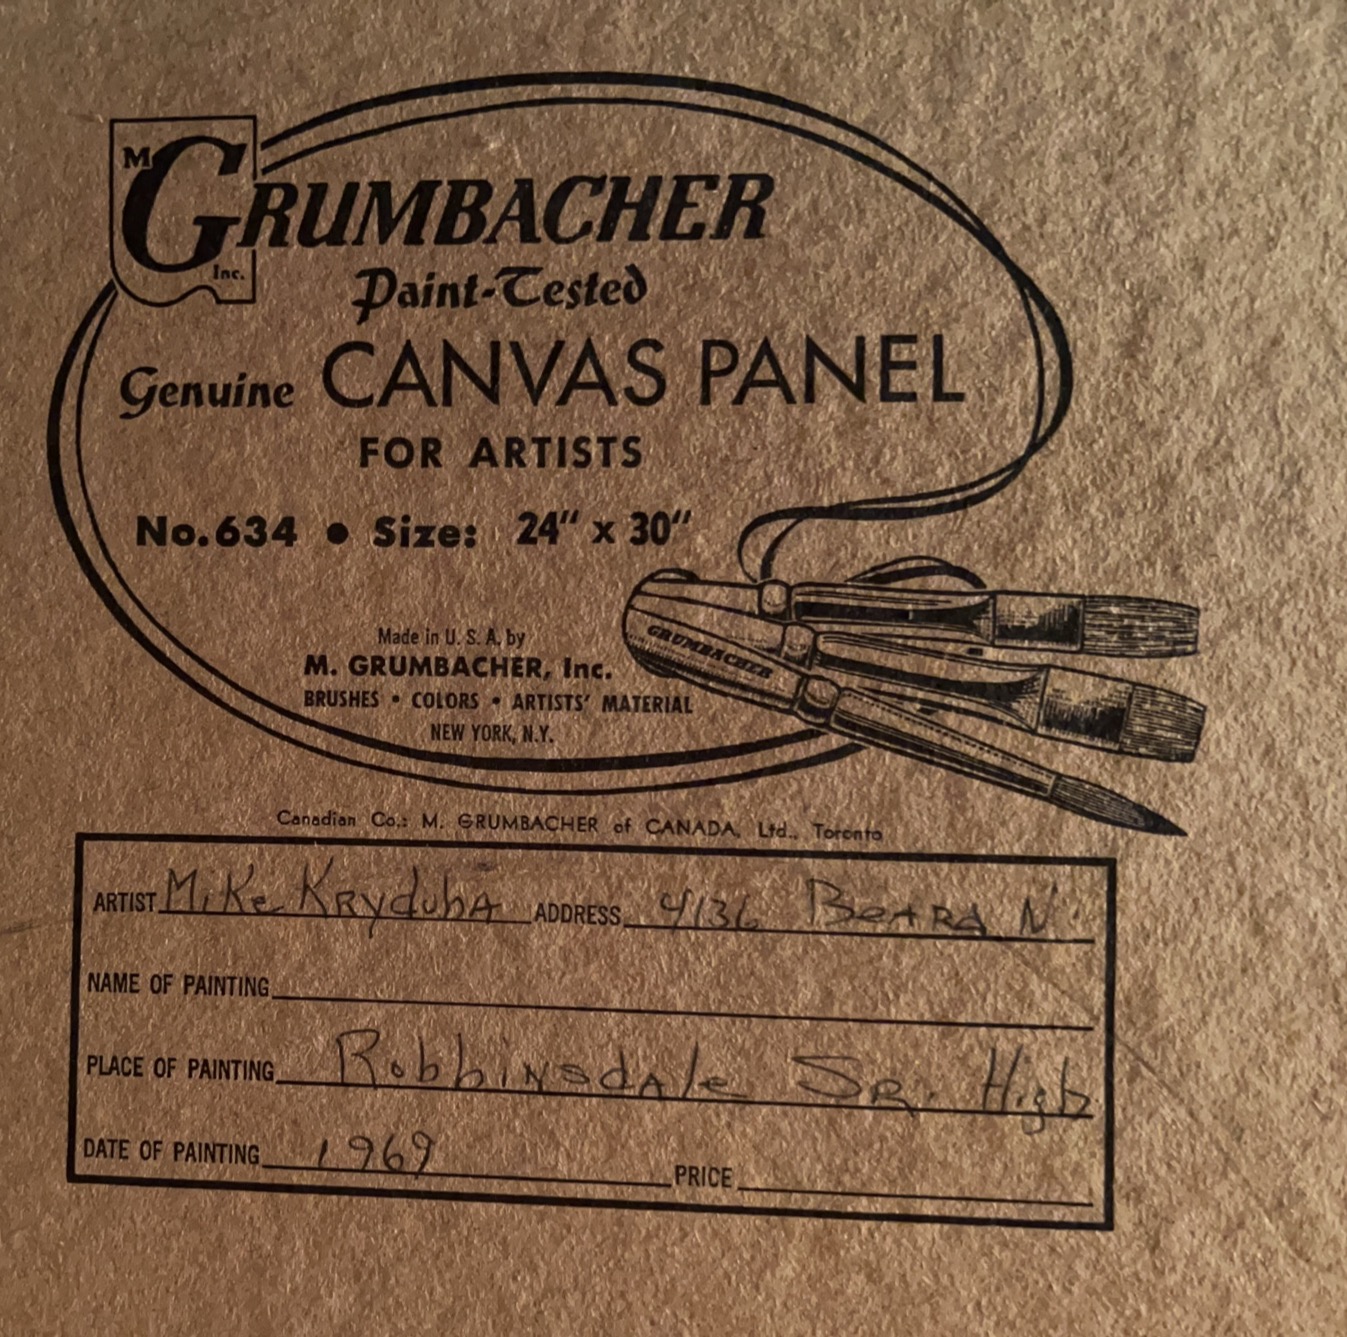 M GRUMBACHER Inc.
Paint-Tested
Genuine CANVAS PANEL
FOR ARTISTS
No. 634 • Size: 24" x 30"
Made in U. S. A. by
M. GRUMBACHER, Inc.
BRUSHES • COLORS • ARTISTS' MATERIAL
NEW YORK, N.Y.
GRUMBACHER
Canadian Co.: M. GRUMBACHER of CANADA, Ltd., Toronto
ARTIST Mike Kryduba ADDRESS 4136 Beard N.
NAME OF PAINTING
PLACE OF PAINTING Robbinsdale Sr. High
DATE OF PAINTING 1969 PRICE